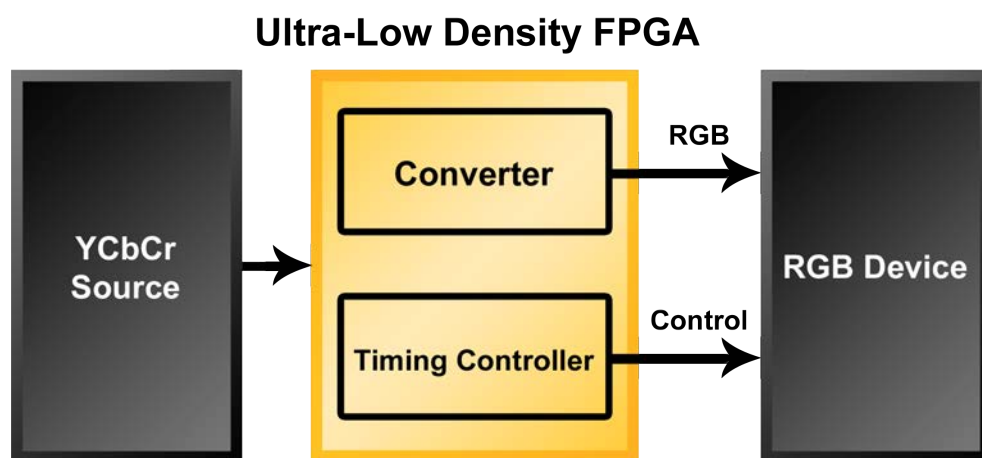 Ultra-Low Density FPGA
YCbCr
Source
Converter
Timing Controller
RGB
Control
RGB Device